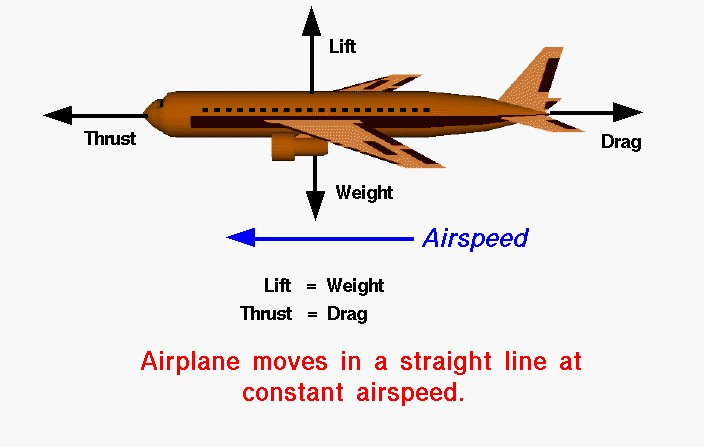 Lift
Thrust
Drag
Weight
Airspeed
Lift = Weight
Thrust = Drag
Airplane moves in a straight line at
constant airspeed.